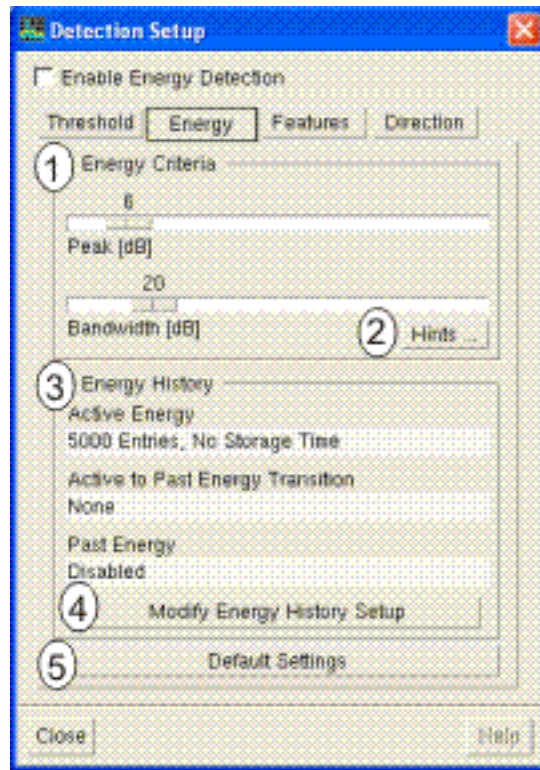 Detection Setup
Enable Energy Detection
Threshold Energy Features Direction
1 Energy Criteria
6
Peak [dB]
20
Bandwidth [dB]
2 Hints ...
3 Energy History
Active Energy
5000 Entries, No Storage Time
Active to Past Energy Transition
None
Past Energy
Disabled
4 Modify Energy History Setup
5 Default Settings
Close Help